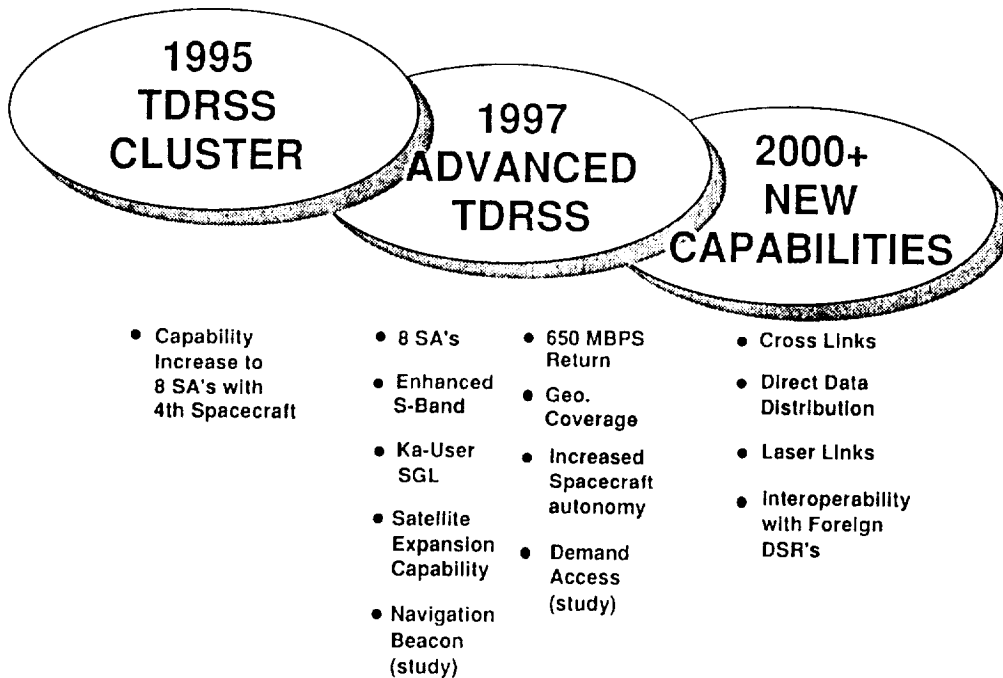 1995
TDRSS
CLUSTER
1997
ADVANCED
TDRSS
2000+
NEW
CAPABILITIES
• Capability
Increase to
8 SA's with
4th Spacecraft
• 8 SA's
• Enhanced
S-Band
• Ka-User
SGL
• Satellite
Expansion
Capability
• Navigation
Beacon
(study)
• 650 MBPS
Return
• Geo.
Coverage
• Increased
Spacecraft
autonomy
• Demand
Access
(study)
• Cross Links
• Direct Data
Distribution
• Laser Links
• Interoperability
with Foreign
DSR's